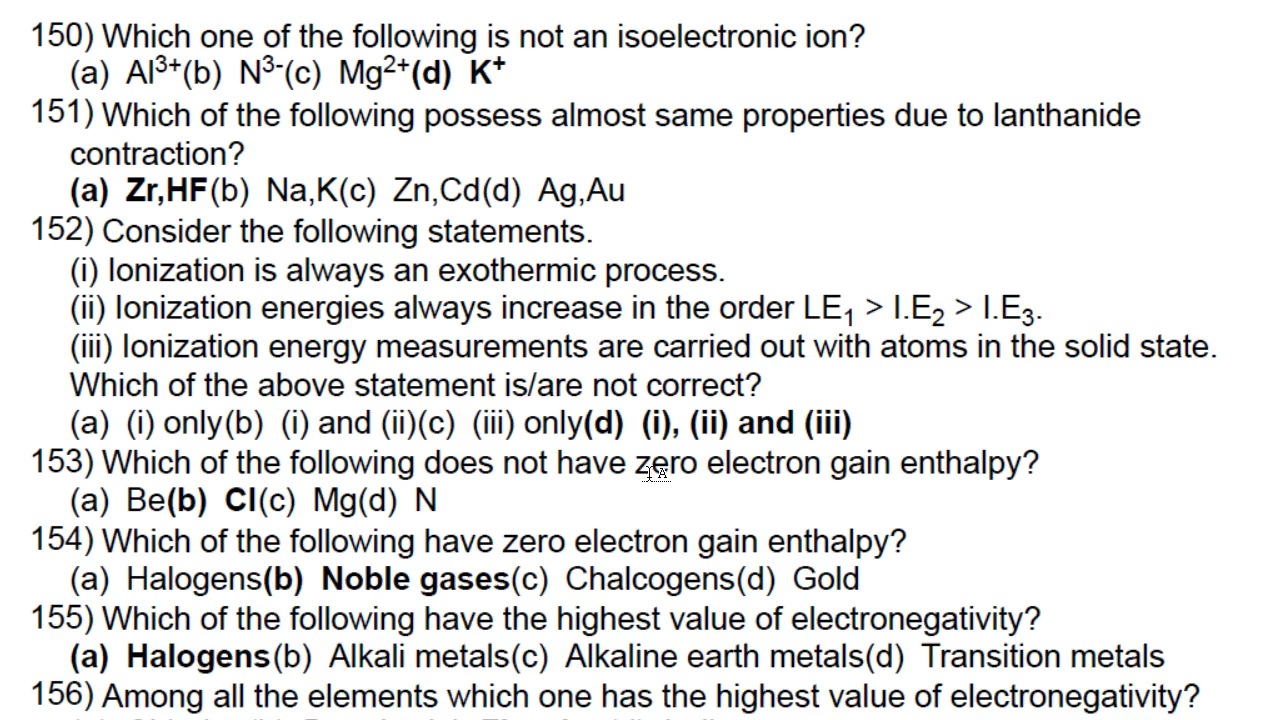 150) Which one of the following is not an isoelectronic ion?
(a) Al³⁺(b) N³⁻(c) Mg²⁺(d) K⁺
151) Which of the following possess almost same properties due to lanthanide
contraction?
(a) Zr,HF(b) Na,K(c) Zn,Cd(d) Ag,Au
152) Consider the following statements.
(i) Ionization is always an exothermic process.
(ii) Ionization energies always increase in the order LE₁ > I.E₂ > I.E₃.
(iii) Ionization energy measurements are carried out with atoms in the solid state.
Which of the above statement is/are not correct?
(a) (i) only(b) (i) and (ii)(c) (iii) only(d) (i), (ii) and (iii)
153) Which of the following does not have zero electron gain enthalpy?
(a) Be(b) Cl(c) Mg(d) N
154) Which of the following have zero electron gain enthalpy?
(a) Halogens(b) Noble gases(c) Chalcogens(d) Gold
155) Which of the following have the highest value of electronegativity?
(a) Halogens(b) Alkali metals(c) Alkaline earth metals(d) Transition metals
156) Among all the elements which one has the highest value of electronegativity?